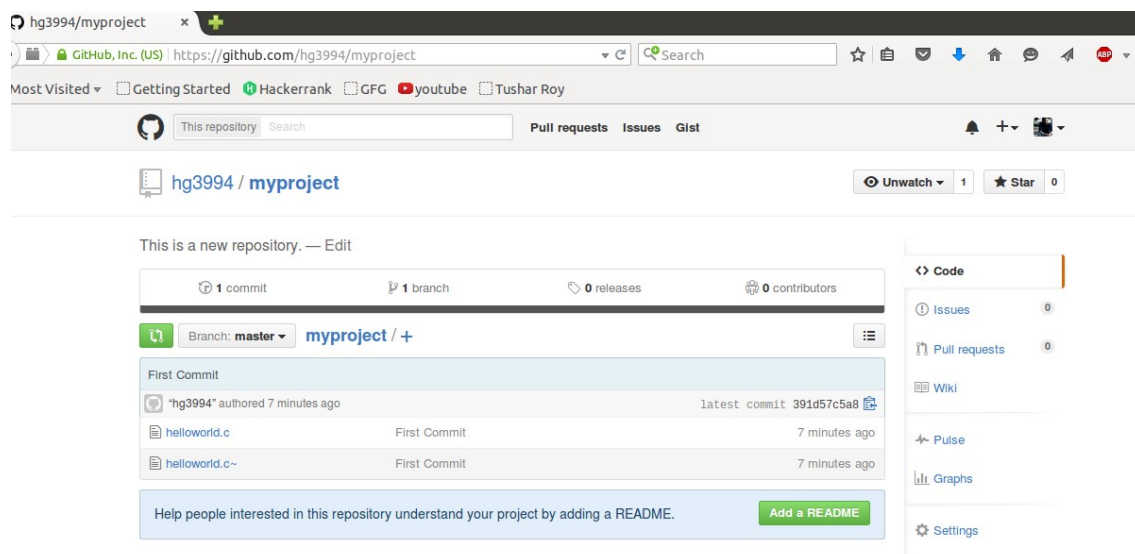 hg3994/myproject
GitHub, Inc. (US) https://github.com/hg3994/myproject Search
Most Visited Getting Started Hackerrank GFG youtube Tushar Roy
This repository Search Pull requests Issues Gist
hg3994 / myproject Unwatch 1 Star 0
This is a new repository. — Edit
1 commit 1 branch 0 releases 0 contributors
Branch: master myproject / +
First Commit
"hg3994" authored 7 minutes ago latest commit 391d57c5a8
helloworld.c First Commit 7 minutes ago
helloworld.c~ First Commit 7 minutes ago
Help people interested in this repository understand your project by adding a README. Add a README
Code
Issues 0
Pull requests 0
Wiki
Pulse
Graphs
Settings
ABP